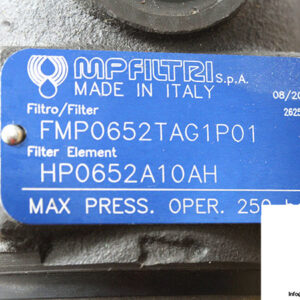 MPFILTRI S.p.A.
MADE IN ITALY
08/20
Filtro/Filter
2625
FMP0652TAG1P01
Filter Element
HP0652A10AH
MAX PRESS. OPER. 250